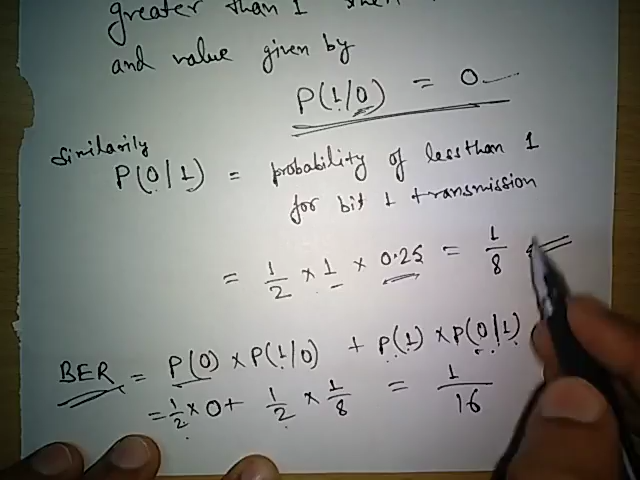 greater than 1
and value given by
P(1/0) = 0
Similarily
P(0|1) = probability of less than 1
for bit 1 transmission
= 1/2 × 1 × 0.25 = 1/8
BER = P(0) × P(1/0) + P(1) × P(0|1)
= 1/2 × 0 + 1/2 × 1/8 = 1/16